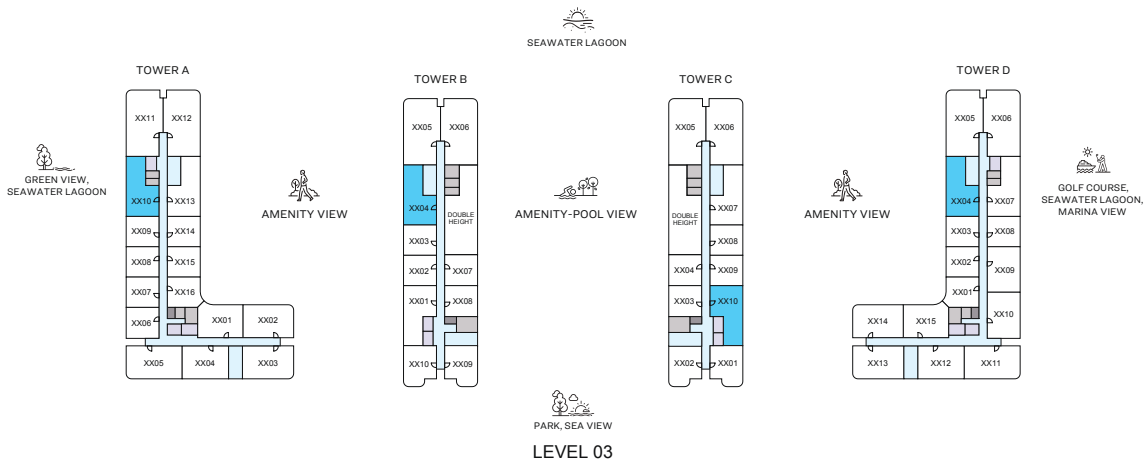 SEAWATER LAGOON
TOWER A
TOWER B
TOWER C
TOWER D
XX11
XX12
XX10
XX13
XX09
XX14
XX08
XX15
XX07
XX16
XX06
XX01
XX02
XX05
XX04
XX03
GREEN VIEW,
SEAWATER LAGOON
AMENITY VIEW
XX05
XX06
XX04
DOUBLE
HEIGHT
XX03
XX02
XX07
XX01
XX08
XX10
XX09
AMENITY-POOL VIEW
XX05
XX06
XX07
DOUBLE
HEIGHT
XX08
XX04
XX09
XX03
XX10
XX02
XX01
AMENITY VIEW
XX05
XX06
XX04
XX07
XX03
XX08
XX02
XX09
XX01
XX10
XX14
XX15
XX13
XX12
XX11
GOLF COURSE,
SEAWATER LAGOON,
MARINA VIEW
PARK, SEA VIEW
LEVEL 03